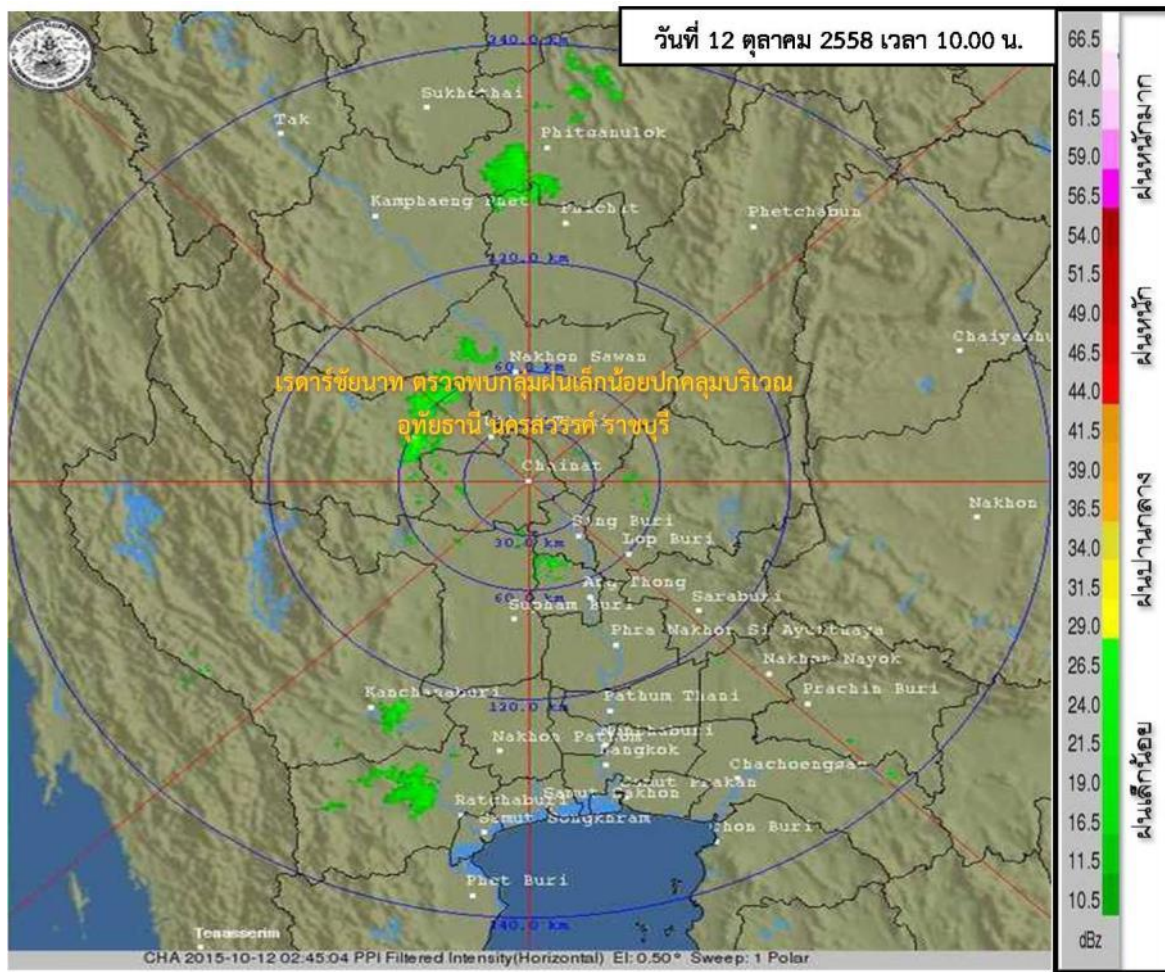 วันที่ 12 ตุลาคม 2558 เวลา 10.00 น.
240.0 km
Sukhothai
Tak
Phitsanulok
Kamphaeng Phet
Phichit
Phetchabun
120.0 km
Nakhon Sawan
60.0 km
เรดาร์ชัยนาท ตรวจพบกลุ่มฝนเล็กน้อยปกคลุมบริเวณ
อุทัยธานี นครสวรรค์ ราชบุรี
Chainat
Nakhon
Sing Buri
30.0 km
Lop Buri
Ang Thong
60.0 km
Saraburi
Suphan Buri
Phra Nakhon Si Ayutthaya
Nakhon Nayok
Kanchanaburi
Pathum Thani
Prachin Buri
120.0 km
Nakhon Pathom
Bangkok
Chachoengsao
Samut Prakan
Ratchaburi
Samut Sakhon
Samut Songkhram
Chon Buri
Phet Buri
240.0 km
Tenasserim
CHA 2015-10-12 02:45:04 PPI Filtered Intensity(Horizontal) El: 0.50° Sweep: 1 Polar
66.5
64.0
61.5
59.0
56.5
54.0
51.5
49.0
46.5
44.0
41.5
39.0
36.5
34.0
31.5
29.0
26.5
24.0
21.5
19.0
16.5
11.5
10.5
dBz
ฝนหนักมาก
ฝนหนัก
ฝนปานกลาง
ฝนเล็กน้อย